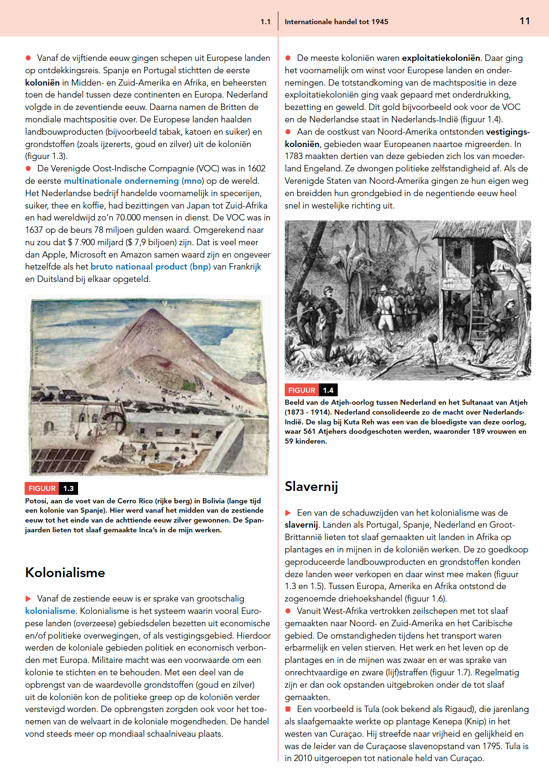 1.1 Internationale handel tot 1945 11
● Vanaf de vijftiende eeuw gingen schepen uit Europese landen
op ontdekkingsreis. Spanje en Portugal stichtten de eerste
koloniën in Midden- en Zuid-Amerika en Afrika, en beheersten
toen de handel tussen deze continenten en Europa. Nederland
volgde in de zeventiende eeuw. Daarna namen de Britten de
mondiale machtspositie over. De Europese landen haalden
landbouwproducten (bijvoorbeeld tabak, katoen en suiker) en
grondstoffen (zoals ijzererts, goud en zilver) uit de koloniën
(figuur 1.3).
● De Verenigde Oost-Indische Compagnie (VOC) was in 1602
de eerste multinationale onderneming (mno) op de wereld.
Het Nederlandse bedrijf handelde voornamelijk in specerijen,
suiker, thee en koffie, had bezittingen van Japan tot Zuid-Afrika
en had wereldwijd zo'n 70.000 mensen in dienst. De VOC was in
1637 op de beurs 78 miljoen gulden waard. Omgerekend naar
nu zou dat $ 7.900 miljard ($ 7,9 biljoen) zijn. Dat is veel meer
dan Apple, Microsoft en Amazon samen waard zijn en ongeveer
hetzelfde als het bruto nationaal product (bnp) van Frankrijk
en Duitsland bij elkaar opgeteld.
FIGUUR 1.3
Potosí, aan de voet van de Cerro Rico (rijke berg) in Bolivia (lange tijd
een kolonie van Spanje). Hier werd vanaf het midden van de zestiende
eeuw tot het einde van de achttiende eeuw zilver gewonnen. De Span-
jaarden lieten tot slaaf gemaakte Inca's in de mijn werken.
Kolonialisme
▶ Vanaf de zestiende eeuw is er sprake van grootschalig
kolonialisme. Kolonialisme is het systeem waarin vooral Euro-
pese landen (overzeese) gebiedsdelen bezitten uit economische
en/of politieke overwegingen, of als vestigingsgebied. Hierdoor
werden de koloniale gebieden politiek en economisch verbon-
den met Europa. Militaire macht was een voorwaarde om een
kolonie te stichten en te behouden. Met een deel van de
opbrengst van de waardevolle grondstoffen (goud en zilver)
uit de koloniën kon de politieke greep op de koloniën verder
verstevigd worden. De opbrengsten zorgden ook voor het toe-
nemen van de welvaart in de koloniale mogendheden. De handel
vond steeds meer op mondiaal schaalniveau plaats.
● De meeste koloniën waren exploitatiekoloniën. Daar ging
het voornamelijk om winst voor Europese landen en onder-
nemingen. De totstandkoming van de machtspositie in deze
exploitatiekoloniën ging vaak gepaard met onderdrukking,
bezetting en geweld. Dit gold bijvoorbeeld ook voor de VOC
en de Nederlandse staat in Nederlands-Indië (figuur 1.4).
● Aan de oostkust van Noord-Amerika ontstonden vestigings-
koloniën, gebieden waar Europeanen naartoe migreerden. In
1783 maakten dertien van deze gebieden zich los van moeder-
land Engeland. Ze dwongen politieke zelfstandigheid af. Als de
Verenigde Staten van Noord-Amerika gingen ze hun eigen weg
en breidden hun grondgebied in de negentiende eeuw heel
snel in westelijke richting uit.
FIGUUR 1.4
Beeld van de Atjeh-oorlog tussen Nederland en het Sultanaat van Atjeh
(1873 - 1914). Nederland consolideerde zo de macht over Nederlands-
Indië. De slag bij Kuta Reh was een van de bloedigste van deze oorlog,
waar 561 Atjehers doodgeschoten werden, waaronder 189 vrouwen en
59 kinderen.
Slavernij
▶ Een van de schaduwzijden van het kolonialisme was de
slavernij. Landen als Portugal, Spanje, Nederland en Groot-
Brittannië lieten tot slaaf gemaakten uit landen in Afrika op
plantages en in mijnen in de koloniën werken. De zo goedkoop
geproduceerde landbouwproducten en grondstoffen konden
deze landen weer verkopen en daar winst mee maken (figuur
1.3 en 1.5). Tussen Europa, Amerika en Afrika ontstond de
zogenoemde driehoekshandel (figuur 1.6).
● Vanuit West-Afrika vertrokken zeilschepen met tot slaaf
gemaakten naar Noord- en Zuid-Amerika en het Caribische
gebied. De omstandigheden tijdens het transport waren
erbarmelijk en velen stierven. Het werk en het leven op de
plantages en in de mijnen was zwaar en er was sprake van
onrechtvaardige en zware (lijf)straffen (figuur 1.7). Regelmatig
zijn er dan ook opstanden uitgebroken onder de tot slaaf
gemaakten.
■ Een voorbeeld is Tula (ook bekend als Rigaud), die jarenlang
als slaafgemaakte werkte op plantage Kenepa (Knip) in het
westen van Curaçao. Hij streefde naar vrijheid en gelijkheid en
was de leider van de Curaçaose slavenopstand van 1795. Tula is
in 2010 uitgeroepen tot nationale held van Curaçao.